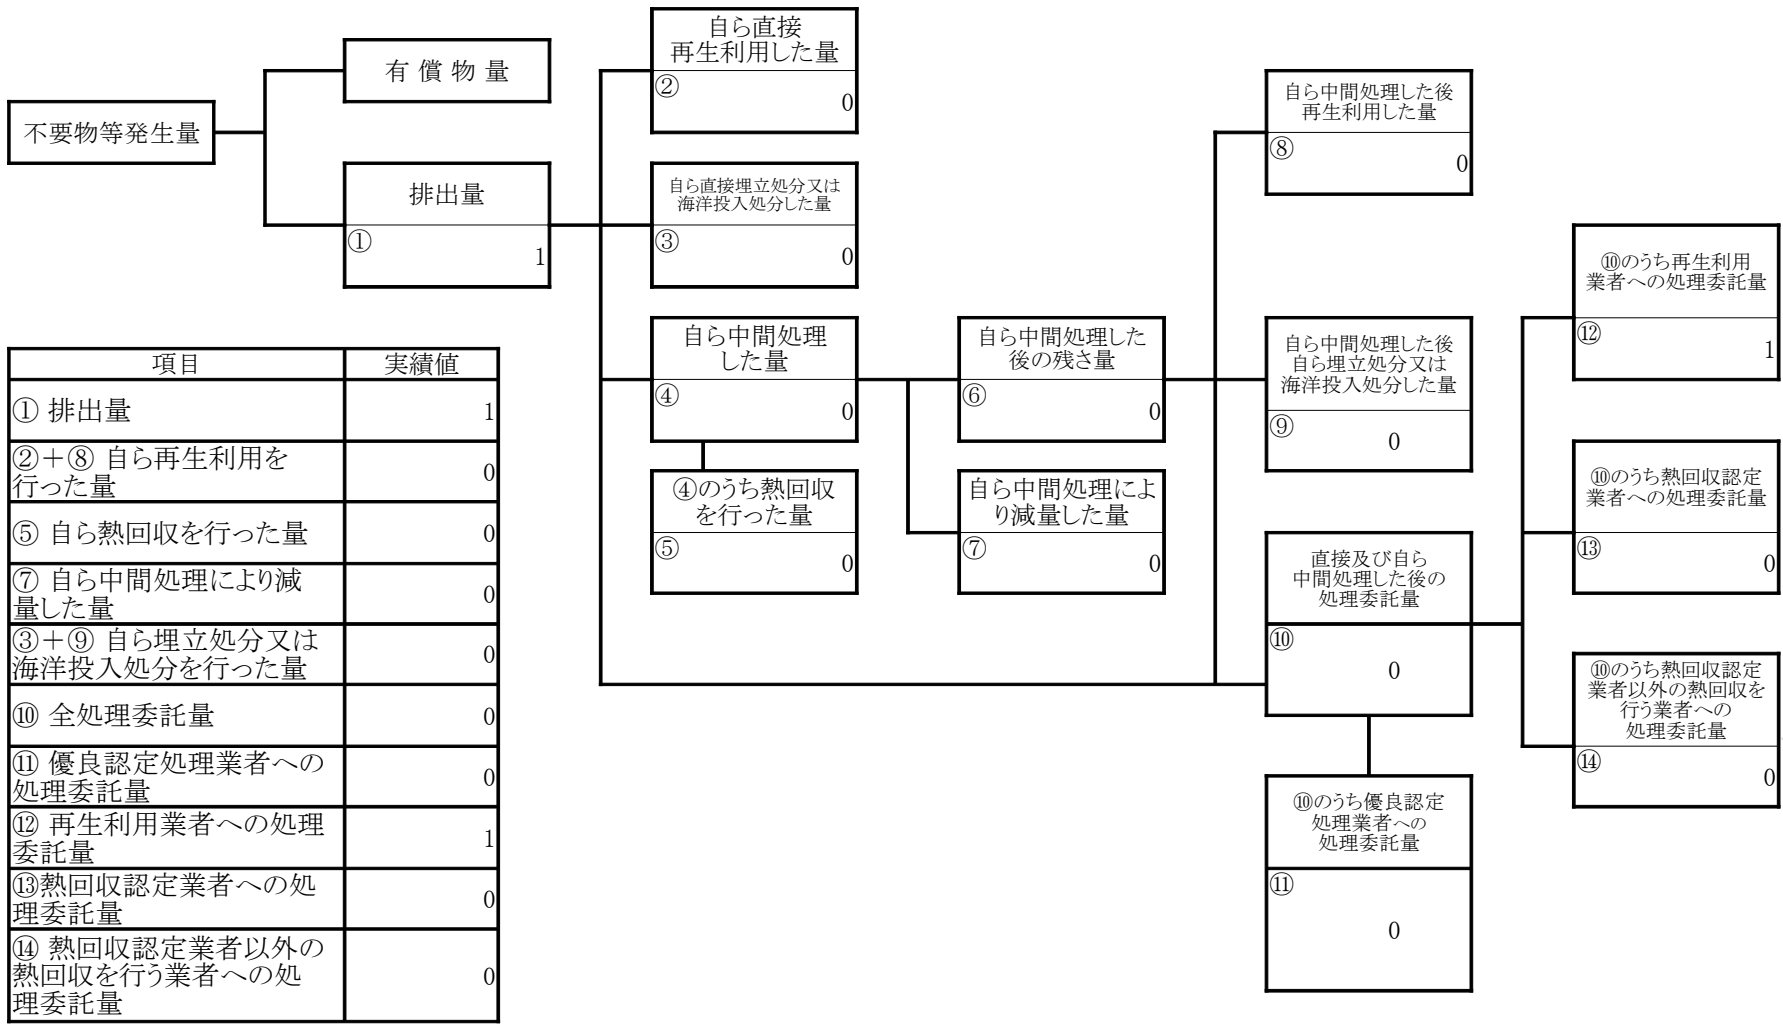 不要物等発生量
有 償 物 量
排出量
①
1
自ら直接
再生利用した量
②
0
自ら直接埋立処分又は
海洋投入処分した量
③
0
自ら中間処理
した量
④
0
④のうち熱回収
を行った量
⑤
0
自ら中間処理した
後の残さ量
⑥
0
自ら中間処理によ
り減量した量
⑦
0
自ら中間処理した後
再生利用した量
⑧
0
自ら中間処理した後
自ら埋立処分又は
海洋投入処分した量
⑨
0
直接及び自ら
中間処理した後の
処理委託量
⑩
0
⑩のうち優良認定
処理業者への
処理委託量
⑪
0
⑩のうち再生利用
業者への処理委託量
⑫
1
⑩のうち熱回収認定
業者への処理委託量
⑬
0
⑩のうち熱回収認定
業者以外の熱回収を
行う業者への
処理委託量
⑭
0
項目 実績値
① 排出量 1
②＋⑧ 自ら再生利用を
行った量 0
⑤ 自ら熱回収を行った量 0
⑦ 自ら中間処理により減
量した量 0
③＋⑨ 自ら埋立処分又は
海洋投入処分を行った量 0
⑩ 全処理委託量 0
⑪ 優良認定処理業者への
処理委託量 0
⑫ 再生利用業者への処理
委託量 1
⑬熱回収認定業者への処
理委託量 0
⑭ 熱回収認定業者以外の
熱回収を行う業者への処
理委託量 0